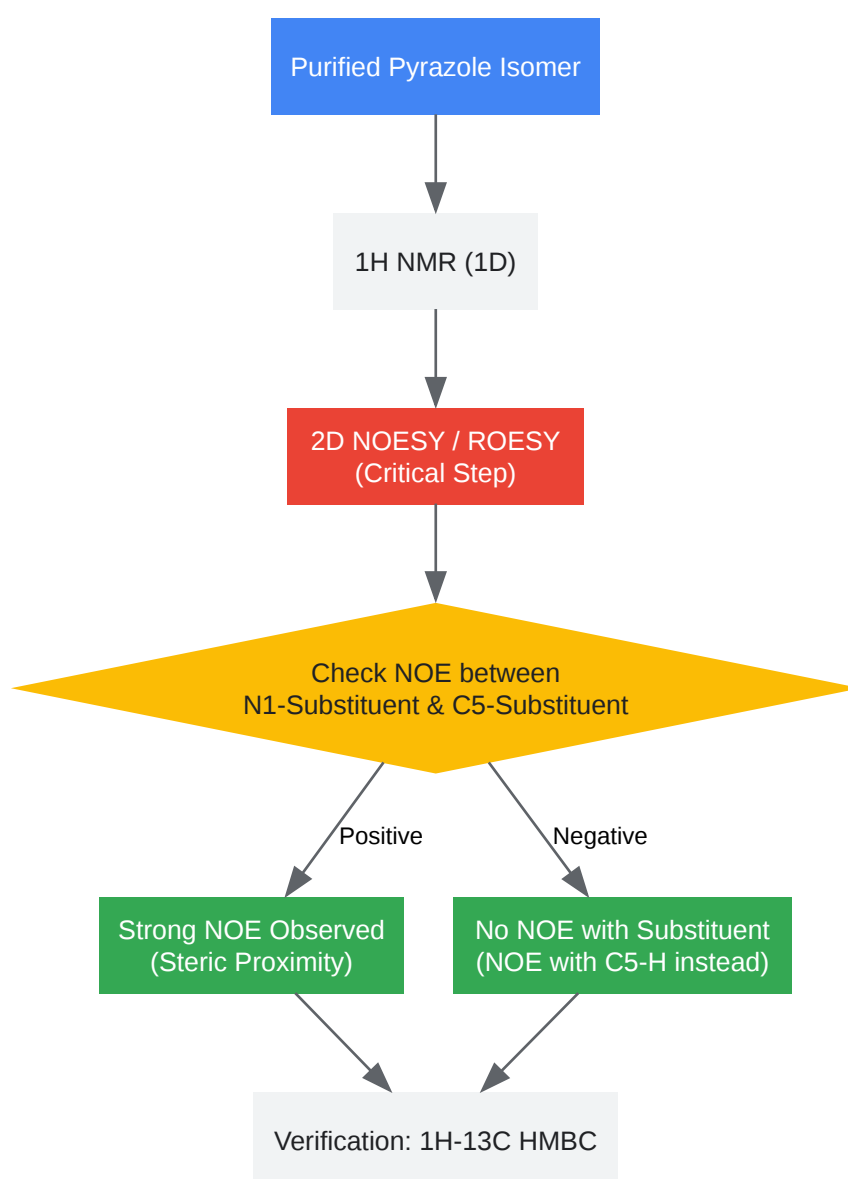 Purified Pyrazole Isomer
1H NMR (1D)
2D NOESY / ROESY
(Critical Step)
Check NOE between
N1-Substituent & C5-Substituent
Positive
Negative
Strong NOE Observed
(Steric Proximity)
No NOE with Substituent
(NOE with C5-H instead)
Verification: 1H-13C HMBC